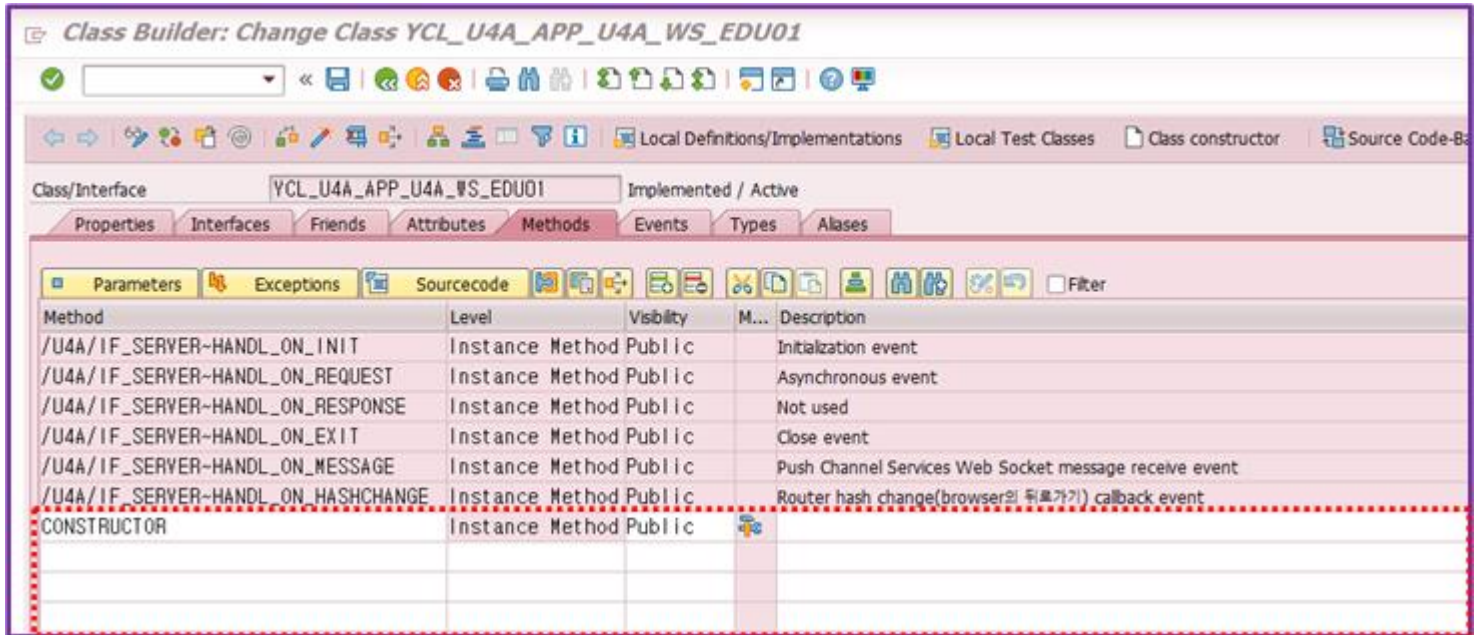 Class Builder: Change Class YCL_U4A_APP_U4A_WS_EDU01
«
Local Definitions/Implementations Local Test Classes Class constructor Source Code-Ba
Class/Interface YCL_U4A_APP_U4A_WS_EDU01 Implemented / Active
Properties Interfaces Friends Attributes Methods Events Types Aliases
Parameters Exceptions Sourcecode Filter
Method Level Visibility M... Description
/U4A/IF_SERVER~HANDL_ON_INIT Instance Method Public Initialization event
/U4A/IF_SERVER~HANDL_ON_REQUEST Instance Method Public Asynchronous event
/U4A/IF_SERVER~HANDL_ON_RESPONSE Instance Method Public Not used
/U4A/IF_SERVER~HANDL_ON_EXIT Instance Method Public Close event
/U4A/IF_SERVER~HANDL_ON_MESSAGE Instance Method Public Push Channel Services Web Socket message receive event
/U4A/IF_SERVER~HANDL_ON_HASHCHANGE Instance Method Public Router hash change(browser의 뒤로가기) callback event
CONSTRUCTOR Instance Method Public